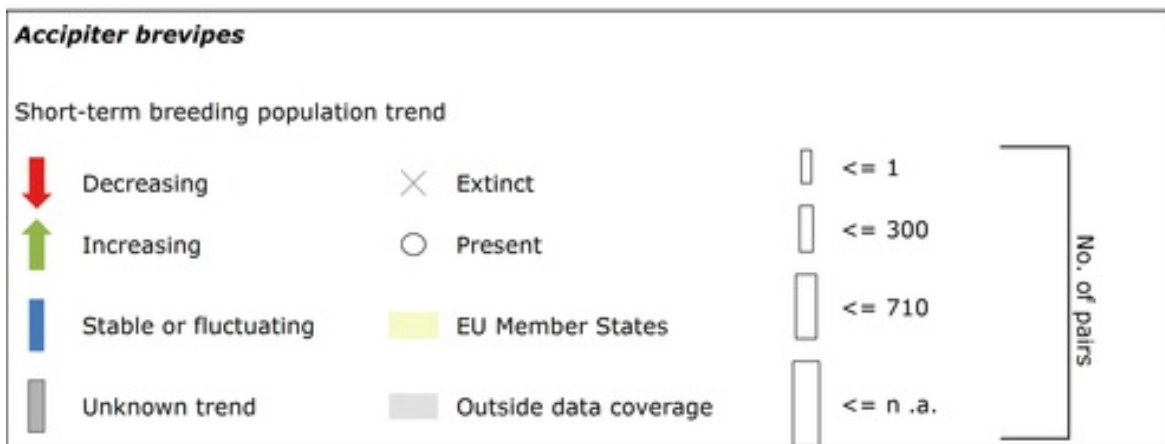 Accipiter brevipes
Short-term breeding population trend
Decreasing
Increasing
Stable or fluctuating
Unknown trend
Extinct
Present
EU Member States
Outside data coverage
<= 1
<= 300
<= 710
<= n .a.
No. of pairs